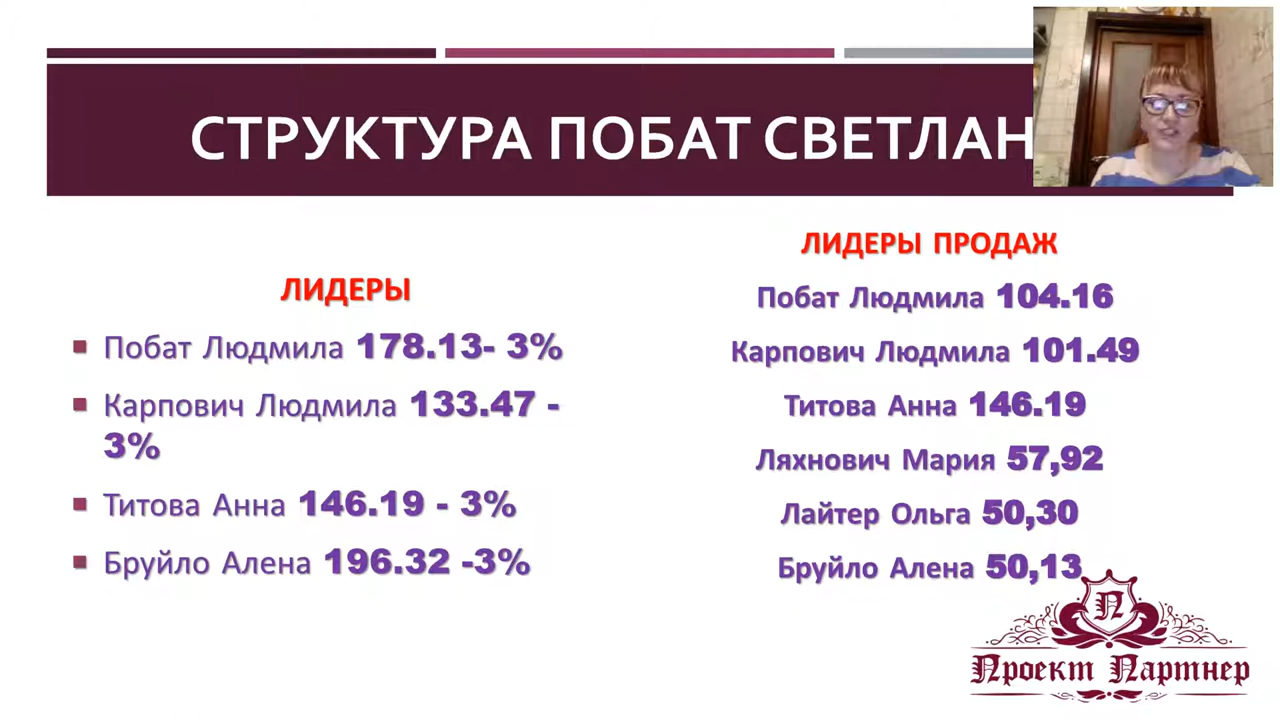 СТРУКТУРА ПОБАТ СВЕТЛАН
ЛИДЕРЫ
Побат Людмила 178.13- 3%
Карпович Людмила 133.47 -
3%
Титова Анна 146.19 - 3%
Бруйло Алена 196.32 -3%
ЛИДЕРЫ ПРОДАЖ
Побат Людмила 104.16
Карпович Людмила 101.49
Титова Анна 146.19
Ляхнович Мария 57,92
Лайтер Ольга 50,30
Бруйло Алена 50,13
П
Проект Партнер